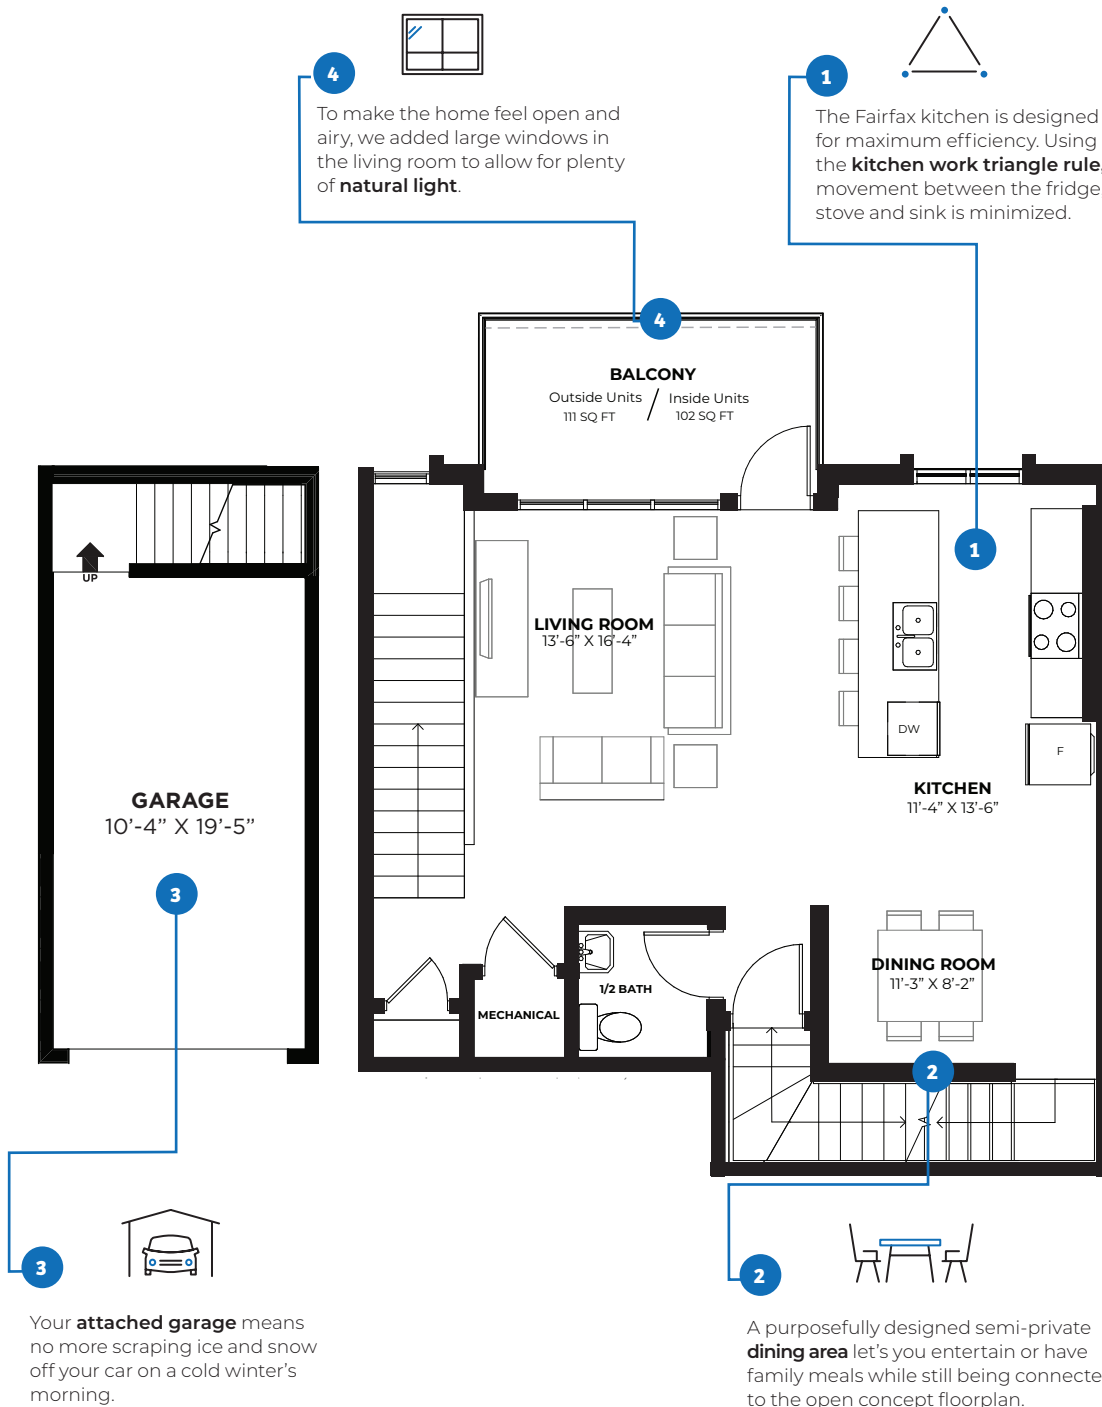 4
To make the home feel open and
airy, we added large windows in
the living room to allow for plenty
of natural light.
1
The Fairfax kitchen is designed
for maximum efficiency. Using
the kitchen work triangle rule,
movement between the fridge
stove and sink is minimized.
4
BALCONY
Outside Units / Inside Units
111 SQ FT 102 SQ FT
1
UP
LIVING ROOM
13'-6" X 16'-4"
DW
F
KITCHEN
11'-4" X 13'-6"
GARAGE
10'-4" X 19'-5"
3
DINING ROOM
11'-3" X 8'-2"
1/2 BATH
MECHANICAL
2
3
Your attached garage means
no more scraping ice and snow
off your car on a cold winter's
morning.
2
A purposefully designed semi-private
dining area let's you entertain or have
family meals while still being connecte
to the open concept floorplan.